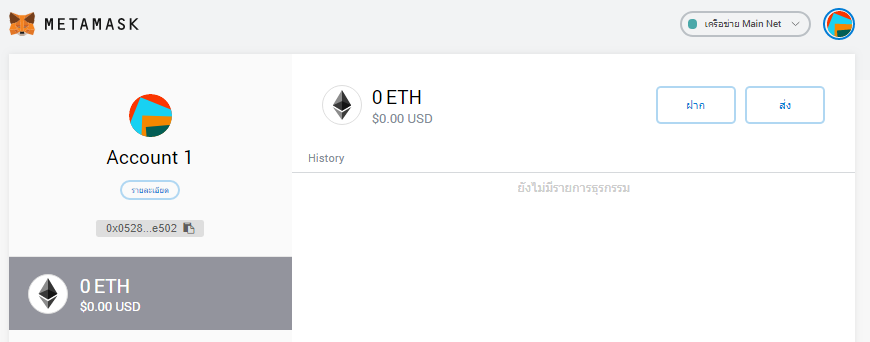 METAMASK
เครือข่าย Main Net
Account 1
รายละเอียด
0x0528...e502
0 ETH
$0.00 USD
0 ETH
$0.00 USD
ฝาก
ส่ง
History
ยังไม่มีรายการธุรกรรม